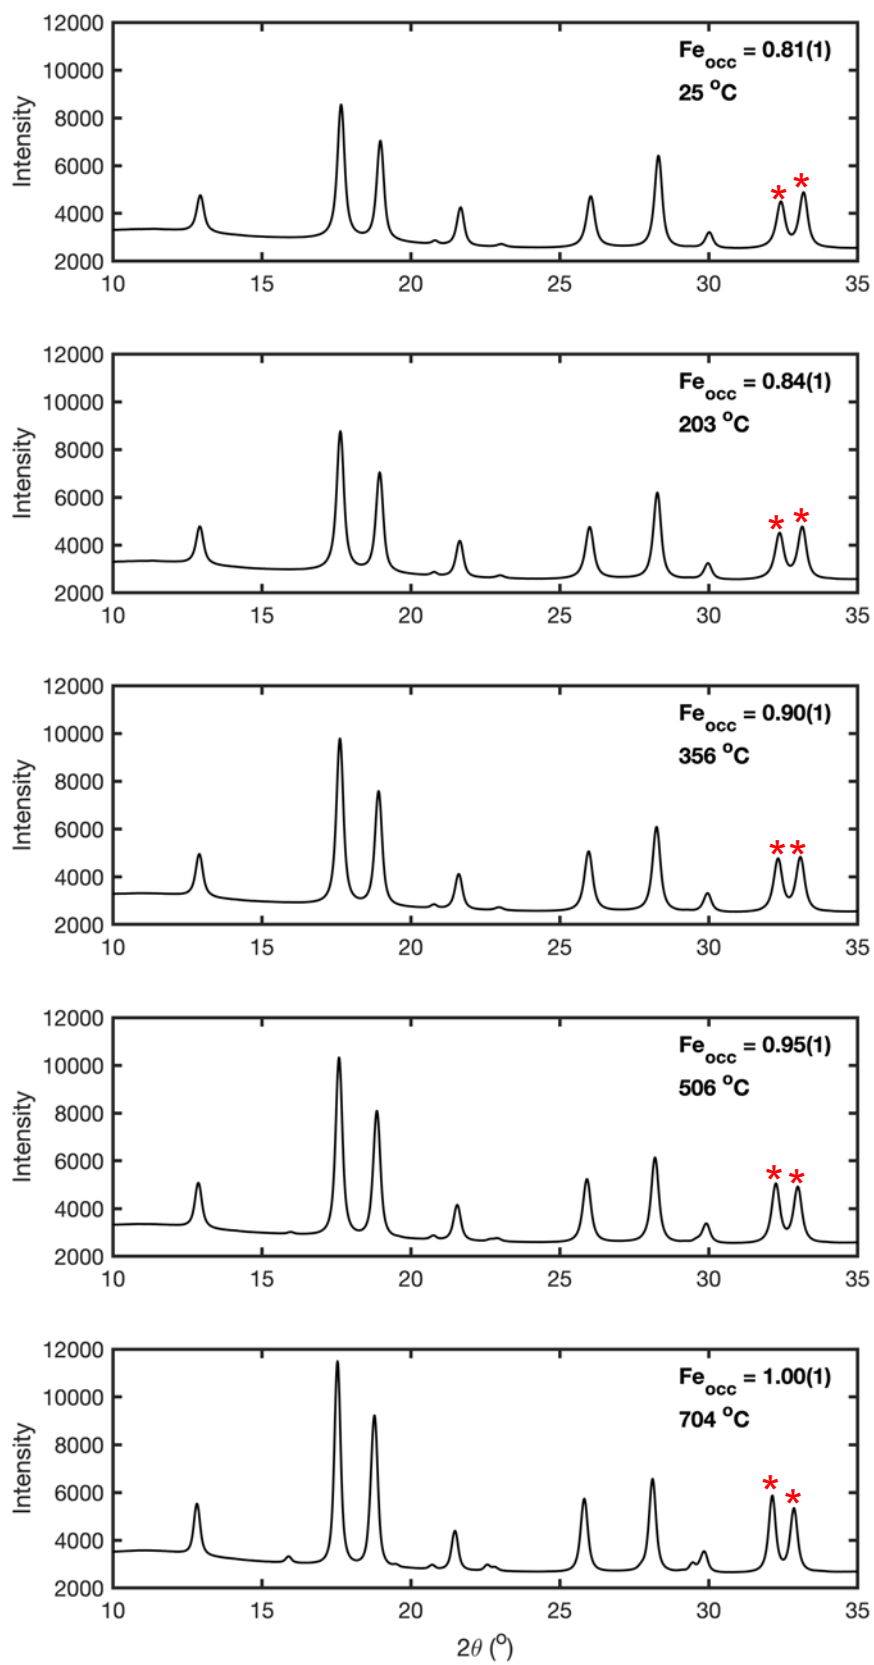 12000
Fe_occ = 0.81(1)
10000
25 °C
8000
6000
4000
2000
Intensity
* *
10 15 20 25 30 35
12000
Fe_occ = 0.84(1)
10000
203 °C
8000
6000
4000
2000
Intensity
* *
10 15 20 25 30 35
12000
Fe_occ = 0.90(1)
10000
356 °C
8000
6000
4000
2000
Intensity
* *
10 15 20 25 30 35
12000
Fe_occ = 0.95(1)
10000
506 °C
8000
6000
4000
2000
Intensity
* *
10 15 20 25 30 35
12000
Fe_occ = 1.00(1)
10000
704 °C
8000
6000
4000
2000
Intensity
* *
10 15 20 25 30 35
2θ (°)